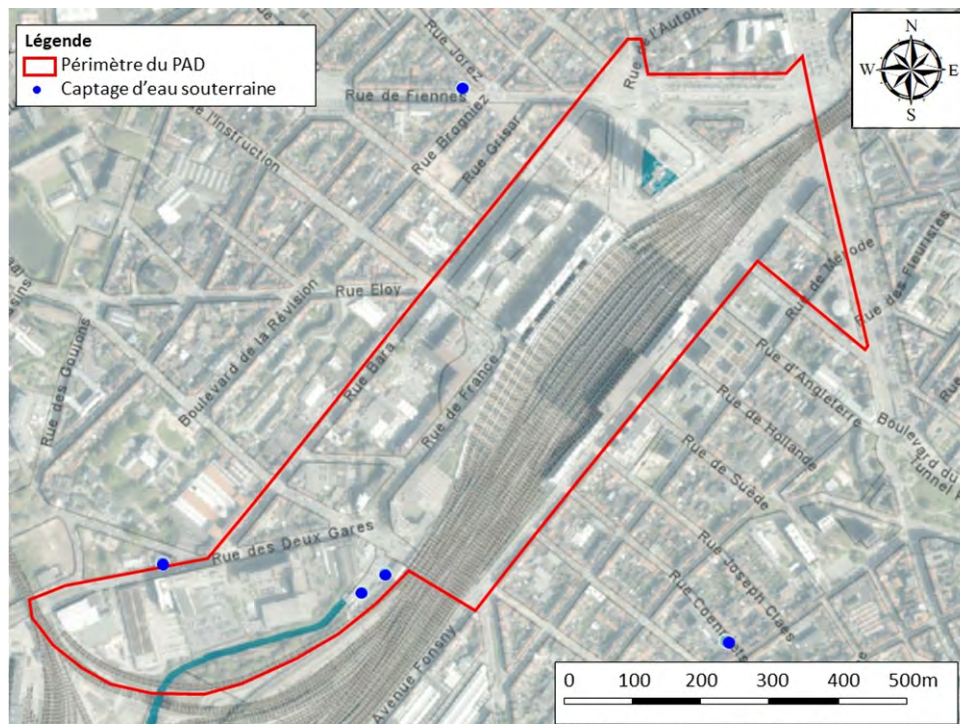 Légende
Périmètre du PAD
Captage d'eau souterraine
N
W
E
S
Rue Jorez
Rue de l'Auton
Rue de Fiennes
Rue Brogniez
Rue Grisar
e l'Instruction
Rue de Mérode
Rue des Fleuristes
Rue Eloy
Boulevard de la Révision
Rue des Goujons
Rue Bara
Rue de France
Rue d'Angleterre
Rue de Hollande
Boulevard du
Tunnel
Rue de Suède
Rue des Deux Gares
Rue Joseph Claes
Rue Coenraets
Avenue Fonsny
0 100 200 300 400 500m